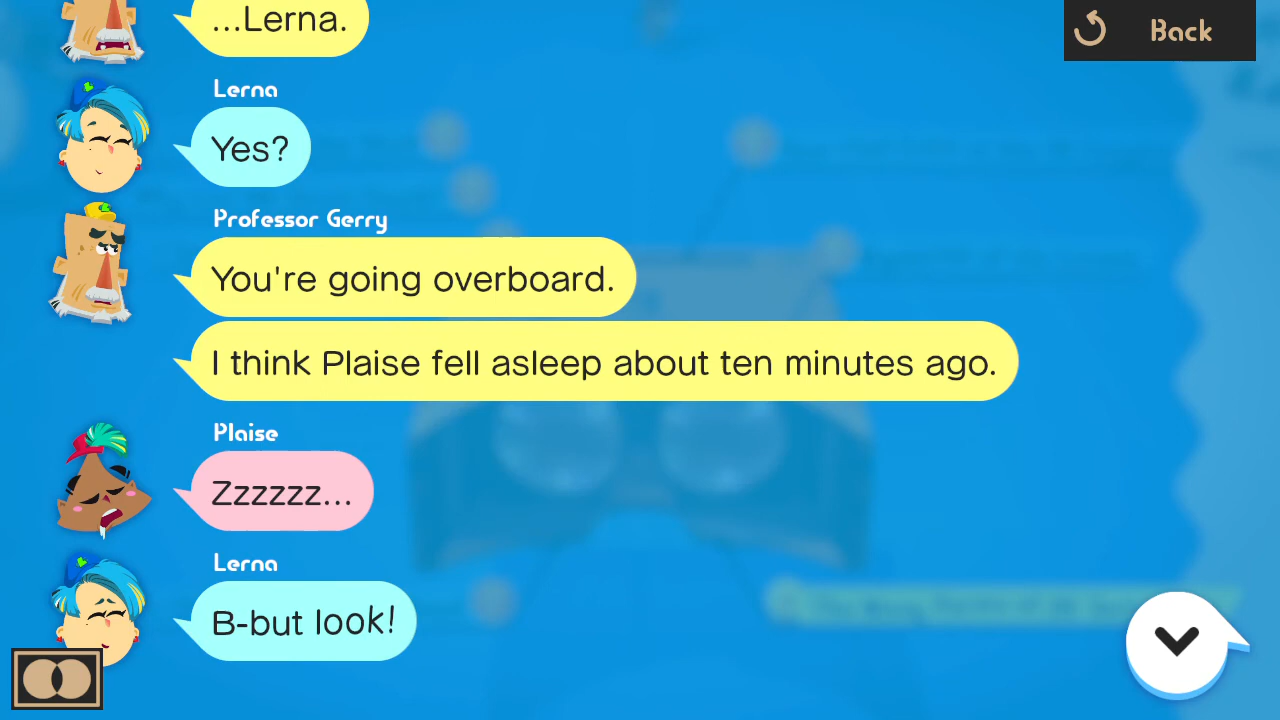 ...Lerna.
Back
Lerna
Yes?
Professor Gerry
You're going overboard.
I think Plaise fell asleep about ten minutes ago.
Plaise
Zzzzzz...
Lerna
B-but look!